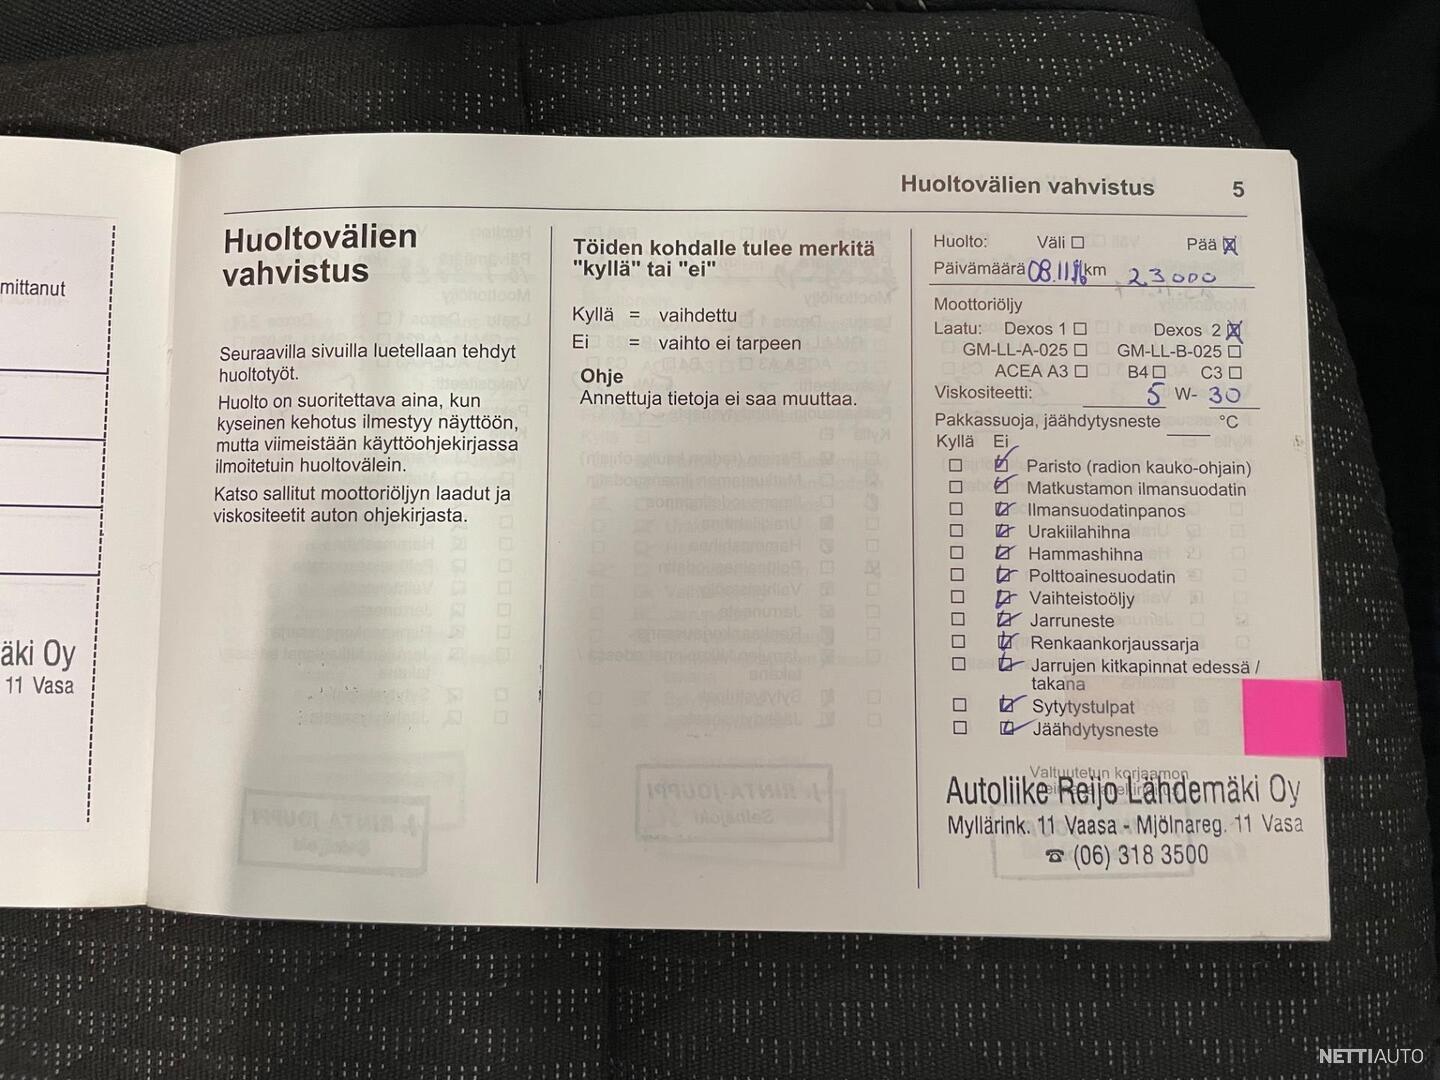 mittanut
äki Oy
11 Vasa
Huoltovälien vahvistus 5
Huoltovälien
vahvistus
Seuraavilla sivuilla luetellaan tehdyt
huoltotyöt.
Huolto on suoritettava aina, kun
kyseinen kehotus ilmestyy näyttöön,
mutta viimeistään käyttöohjekirjassa
ilmoitetuin huoltovälein.
Katso sallitut moottoriöljyn laadut ja
viskositeetit auton ohjekirjasta.
Töiden kohdalle tulee merkitä
"kyllä" tai "ei"
Kyllä = vaihdettu
Ei = vaihto ei tarpeen
Ohje
Annettuja tietoja ei saa muuttaa.
Huolto: Väli ☐ Pää ☒
Päivämäärä 08.11.16 km 23000
Moottoriöljy
Laatu: Dexos 1 ☐ Dexos 2 ☒
GM-LL-A-025 ☐ GM-LL-B-025 ☐
ACEA A3 ☐ B4 ☐ C3 ☐
Viskositeetti: 5 W- 30
Pakkassuoja, jäähdytysneste °C
Kyllä Ei
☐ ☑ Paristo (radion kauko-ohjain)
☐ ☑ Matkustamon ilmansuodatin
☐ ☑ Ilmansuodatinpanos
☐ ☑ Urakiilahihna
☐ ☑ Hammashihna
☐ ☑ Polttoainesuodatin
☐ ☑ Vaihteistoöljy
☐ ☑ Jarruneste
☐ ☑ Renkaankorjaussarja
☐ ☑ Jarrujen kitkapinnat edessä /
takana
☐ ☑ Sytytystulpat
☐ ☑ Jäähdytysneste
Valtuutetun korjaamon
Autoliike Reijo Lähdemäki Oy
Myllärink. 11 Vaasa - Mjölnareg. 11 Vasa
☎ (06) 318 3500
NETTIAUTO